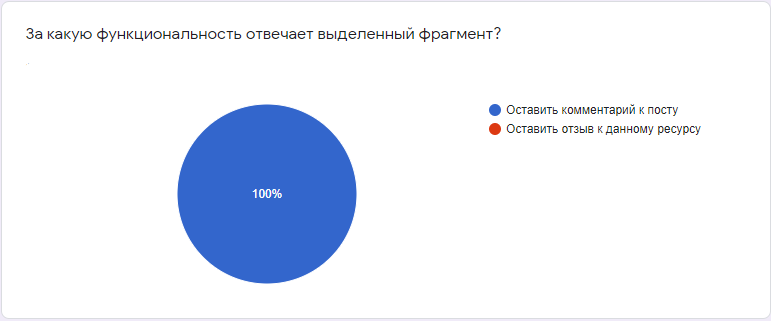 За какую функциональность отвечает выделенный фрагмент?
Оставить комментарий к посту
Оставить отзыв к данному ресурсу
100%